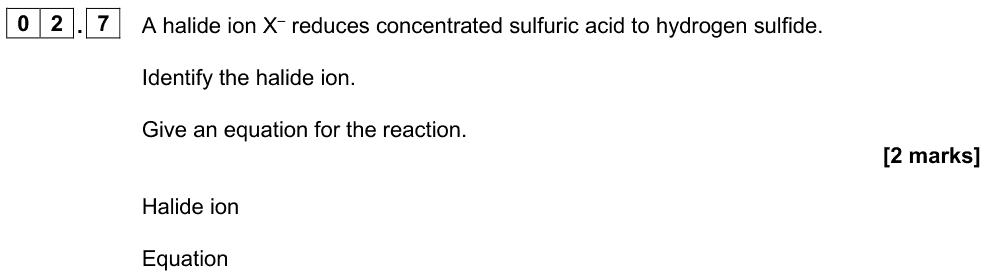 0 2 . 7 A halide ion X⁻ reduces concentrated sulfuric acid to hydrogen sulfide.
Identify the halide ion.
Give an equation for the reaction.
[2 marks]
Halide ion
Equation